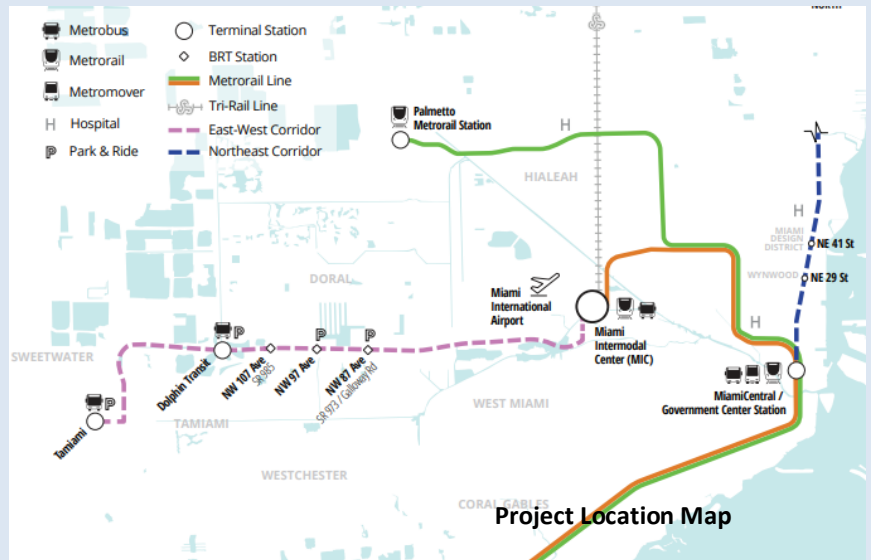 NORTH
Metrobus
Metrorail
Metromover
H Hospital
P Park & Ride
Terminal Station
BRT Station
Metrorail Line
Tri-Rail Line
East-West Corridor
Northeast Corridor
Palmetto
Metrorail Station
H
HIALEAH
H
MIAMI
DESIGN
DISTRICT
NE 41 St
WYNWOOD
NE 29 St
DORAL
Miami
International
Airport
Miami
Intermodal
Center (MIC)
H
SWEETWATER
P
Dolphin Transit
NW 107 Ave
SR 985
P
NW 97 Ave
P
NW 87 Ave
SR 973 / Galloway Rd
MiamiCentral /
Government Center Station
WEST MIAMI
P
Tamiami
TAMIAMI
WESTCHESTER
CORAL GABLES
Project Location Map